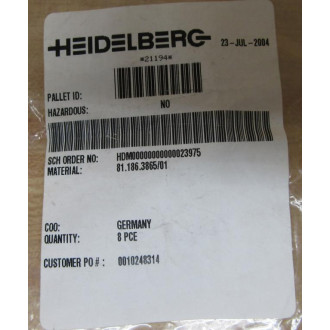 HEIDELBERG 23-JUL-2004
*21194*
PALLET ID:
HAZARDOUS: NO
SCH ORDER NO: HDM00000000000023975
MATERIAL: 81.186.3865/01
COO: GERMANY
QUANTITY: 8 PCE
CUSTOMER PO # : 0010248314